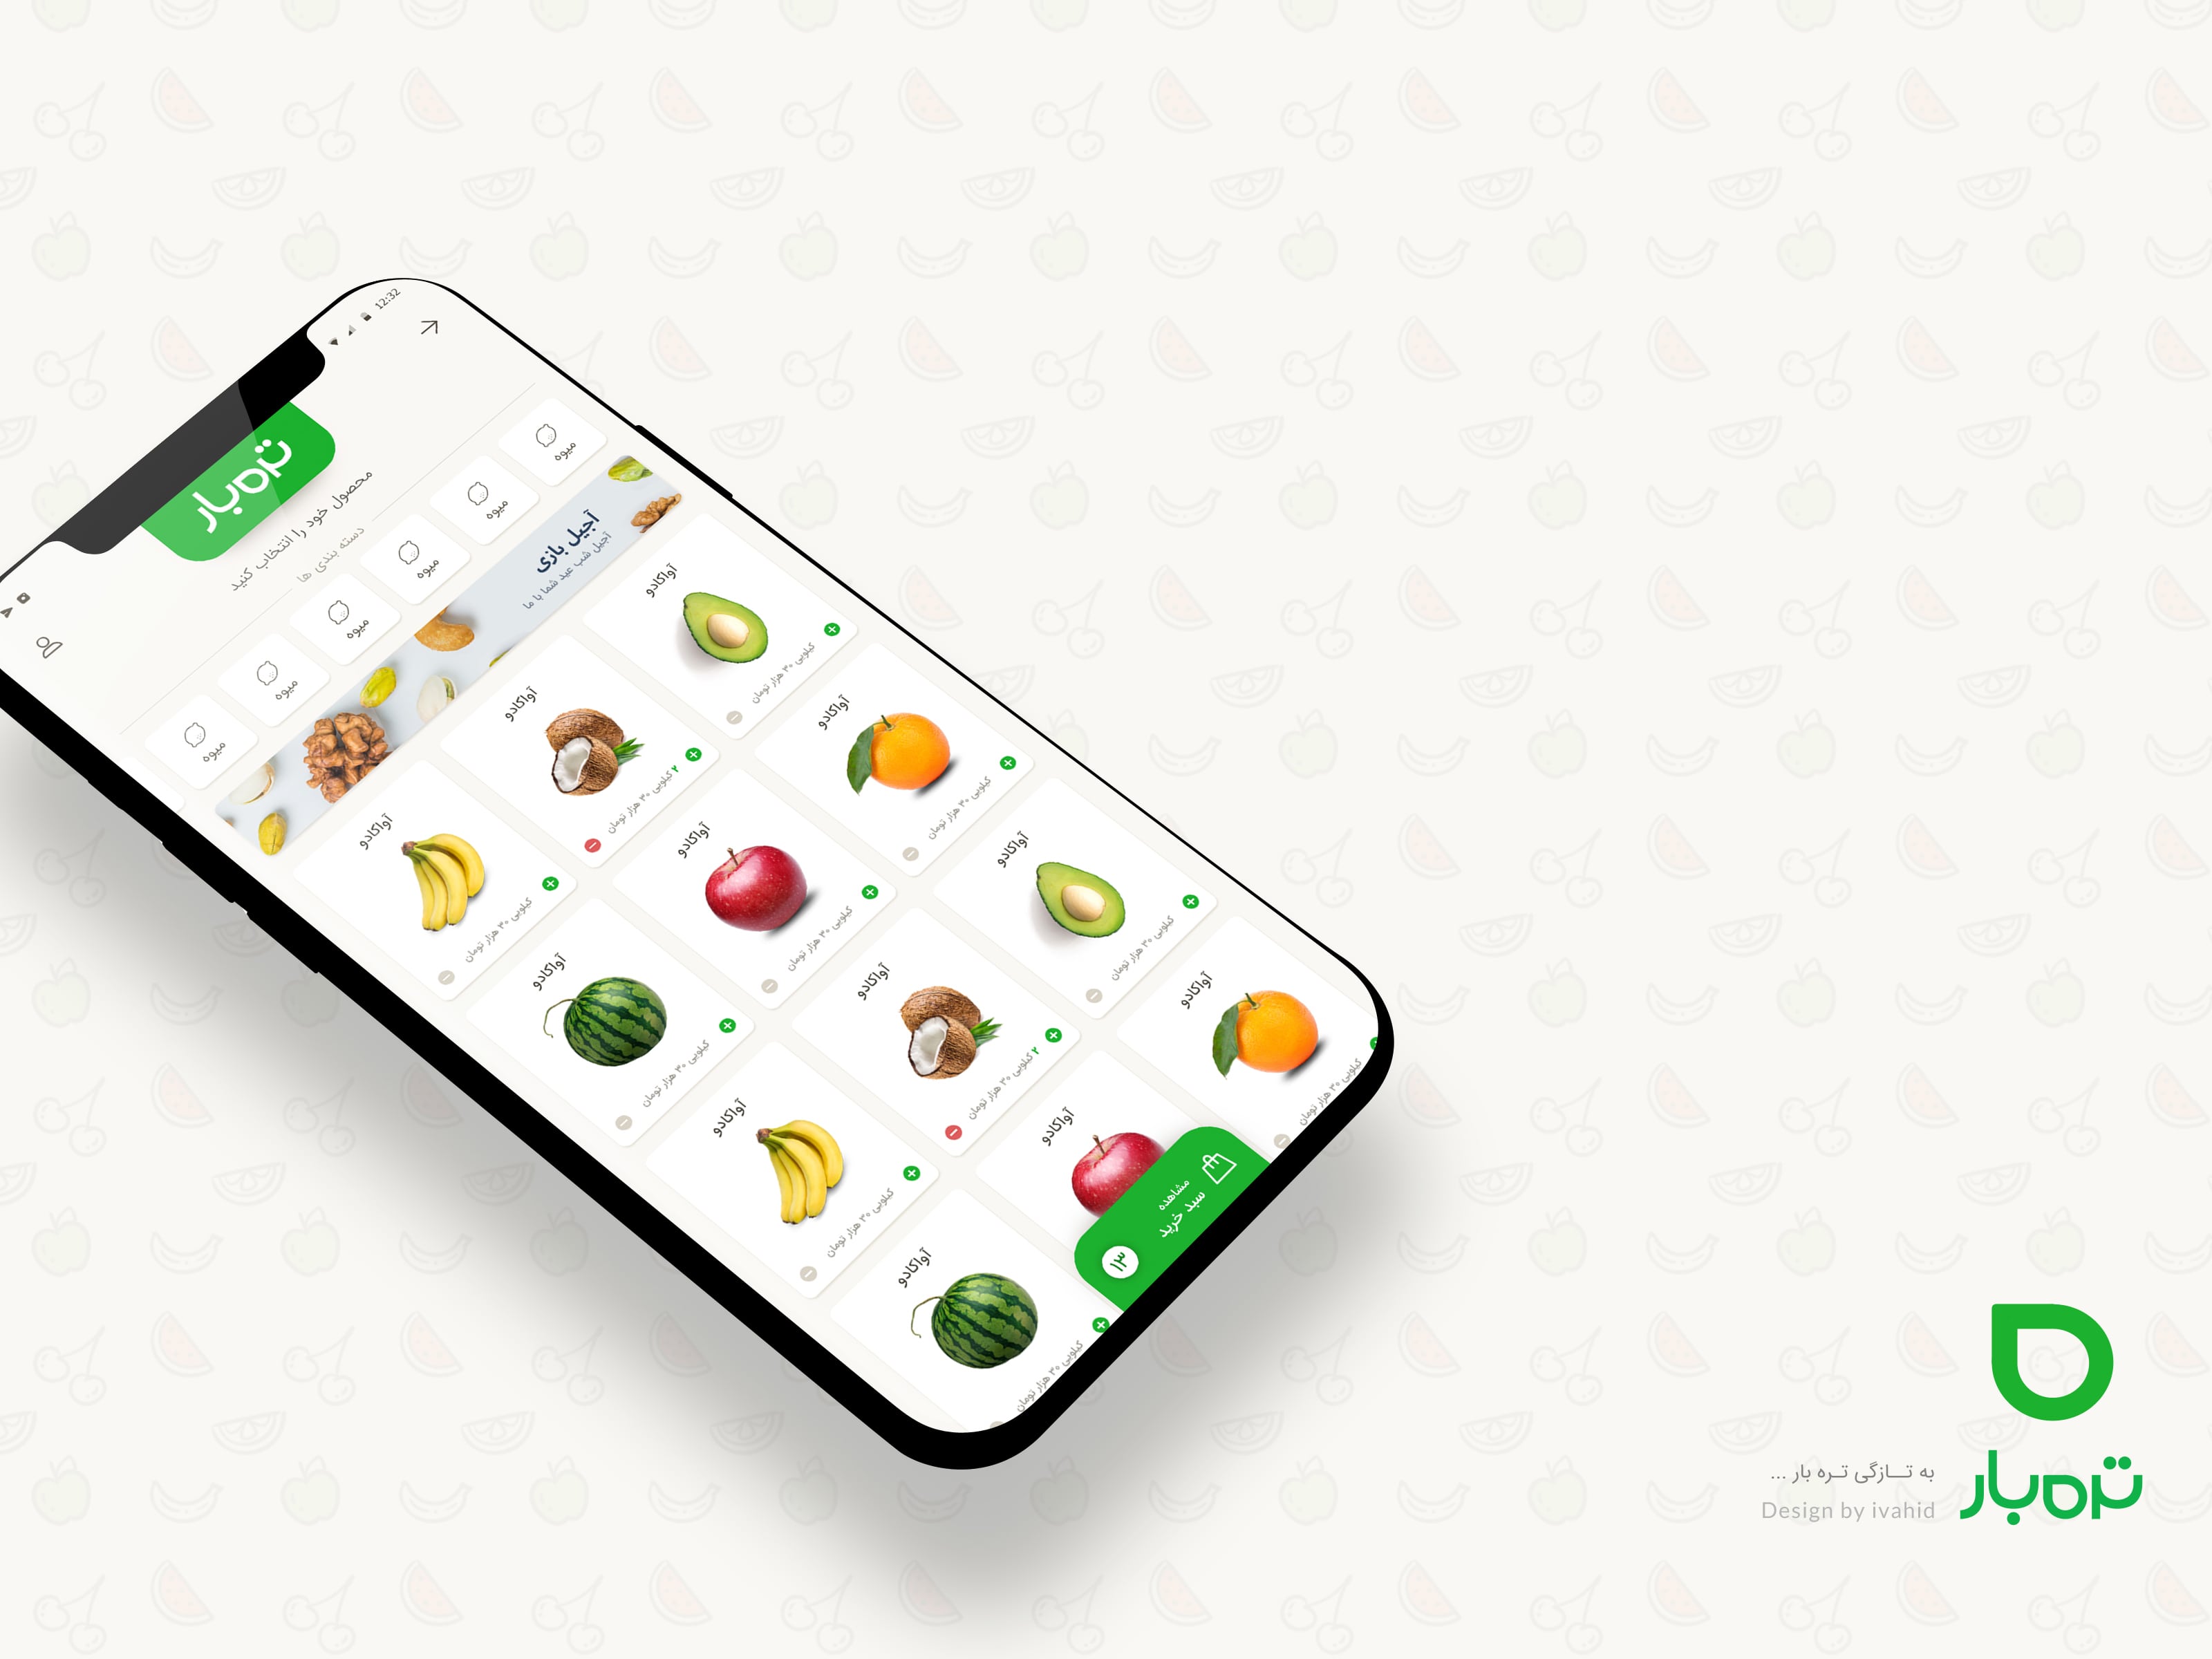 12:32
تره‌بار
محصول خود را انتخاب کنید
دسته بندی ها
میوه
میوه
میوه
میوه
میوه
میوه
آجیل بازی
آجیل شب عید شما با ما
آواکادو
کیلویی ۳۰ هزار تومان
آواکادو
۲ کیلویی ۳۰ هزار تومان
آواکادو
کیلویی ۳۰ هزار تومان
آواکادو
کیلویی ۳۰ هزار تومان
آواکادو
کیلویی ۳۰ هزار تومان
آواکادو
کیلویی ۳۰ هزار تومان
آواکادو
کیلویی ۳۰ هزار تومان
آواکادو
۲ کیلویی ۳۰ هزار تومان
آواکادو
کیلویی ۳۰ هزار تومان
آواکادو
کیلویی ۳۰ هزار تومان
آواکادو
آواکادو
کیلویی ۳۰ هزار تومان
مشاهده
سبد خرید
۱۳
تره‌بار
به تـــازگی تـره بار ...
Design by ivahid